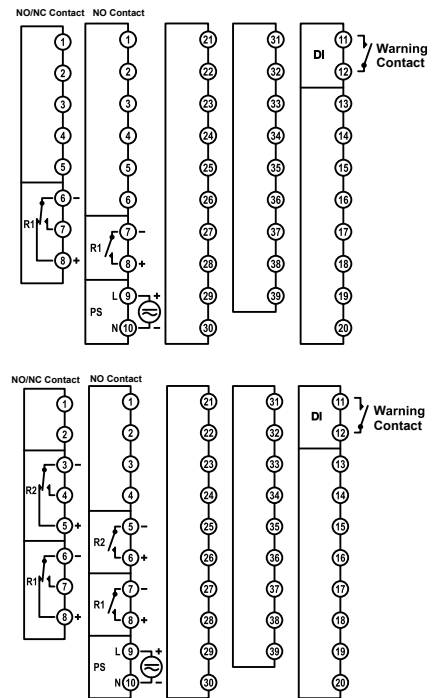 NO/NC Contact NO Contact
1 1 21 31 11
DI Warning Contact
2 2 22 32 12
3 3 23 33 13
4 4 24 34 14
5 5 25 35 15
6 − 6 26 36 16
R1 7 7 − 27 37 17
8 + R1 8 + 28 38 18
L 9 + 29 39 19
PS
N 10 − 30 20
NO/NC Contact NO Contact
1 1 21 31 11
DI Warning Contact
2 2 22 32 12
3 − 3 23 33 13
R2 4 4 24 34 14
5 + 5 − 25 35 15
R2
6 − 6 + 26 36 16
R1 7 7 − 27 37 17
R1
8 + 8 + 28 38 18
L 9 + 29 39 19
PS
N 10 − 30 20